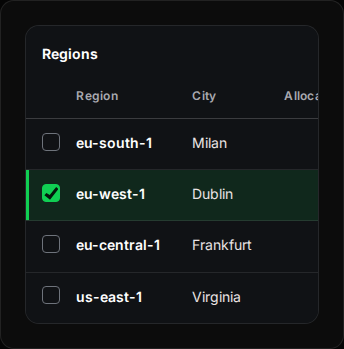 Regions
Region City Alloca
eu-south-1 Milan
eu-west-1 Dublin
eu-central-1 Frankfurt
us-east-1 Virginia